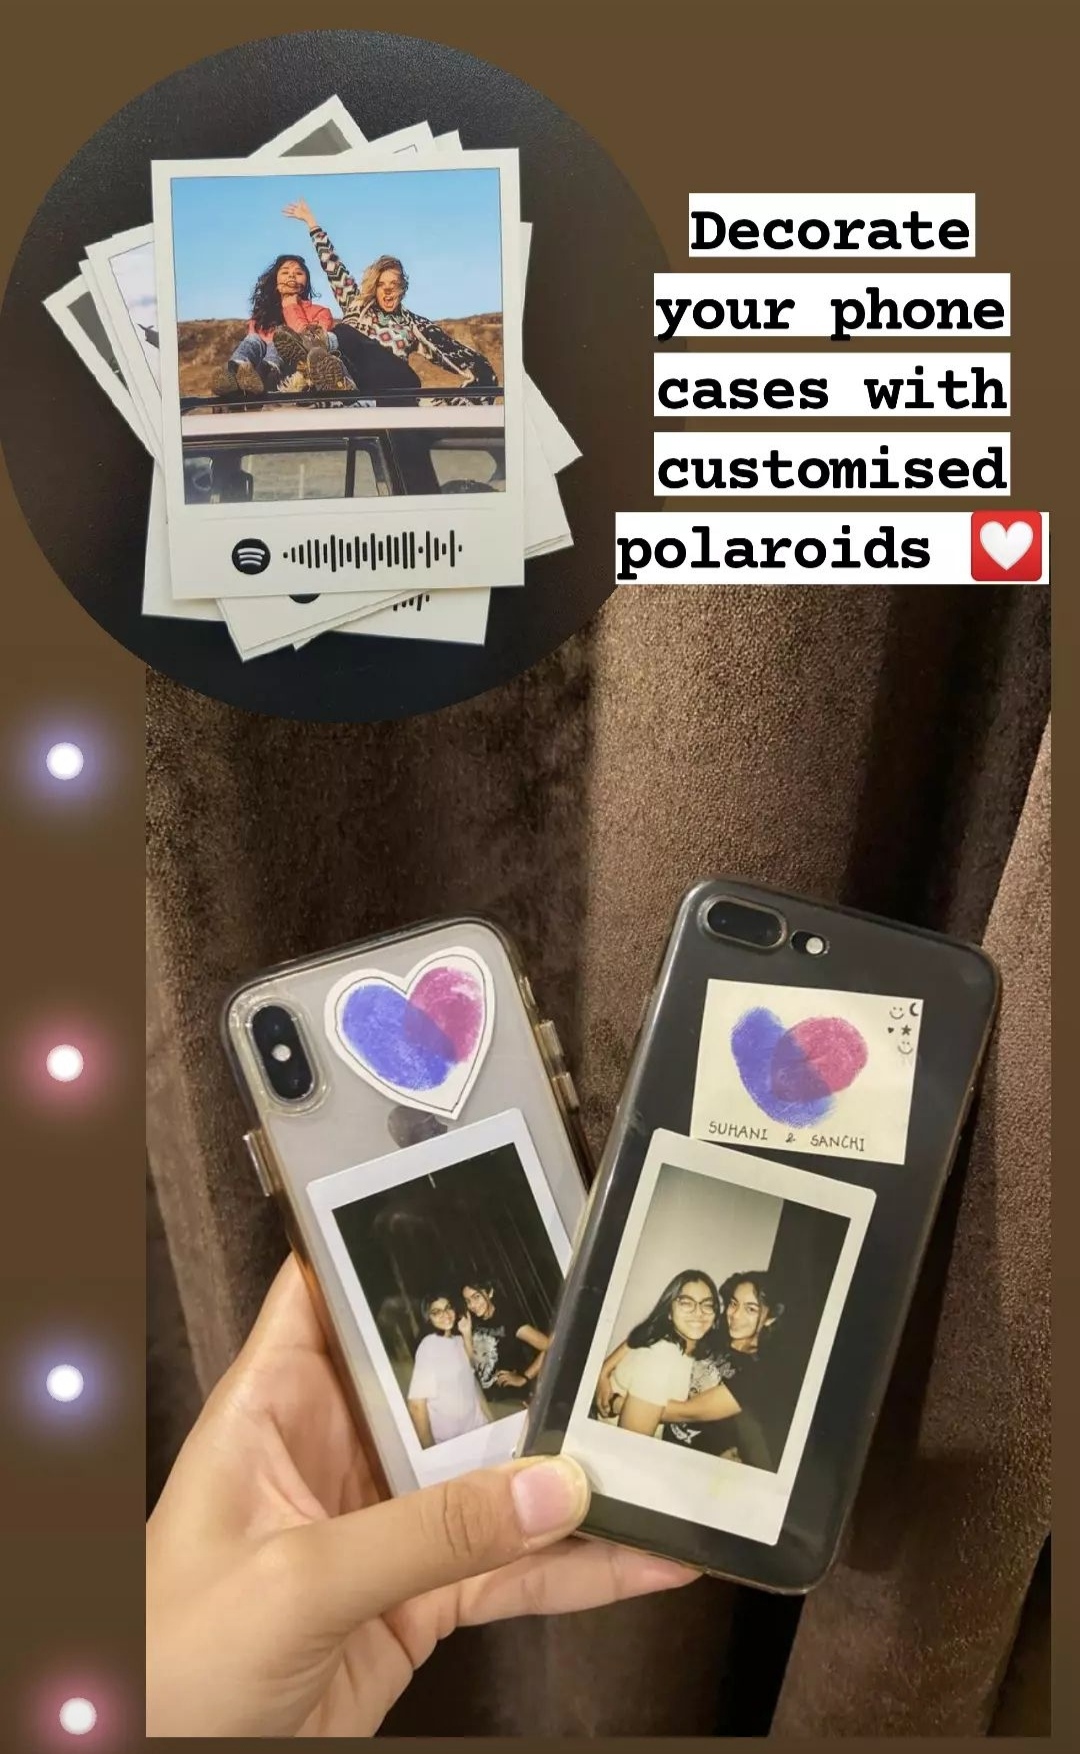 Decorate
your phone
cases with
customised
polaroids
SUHANI & SANCHI